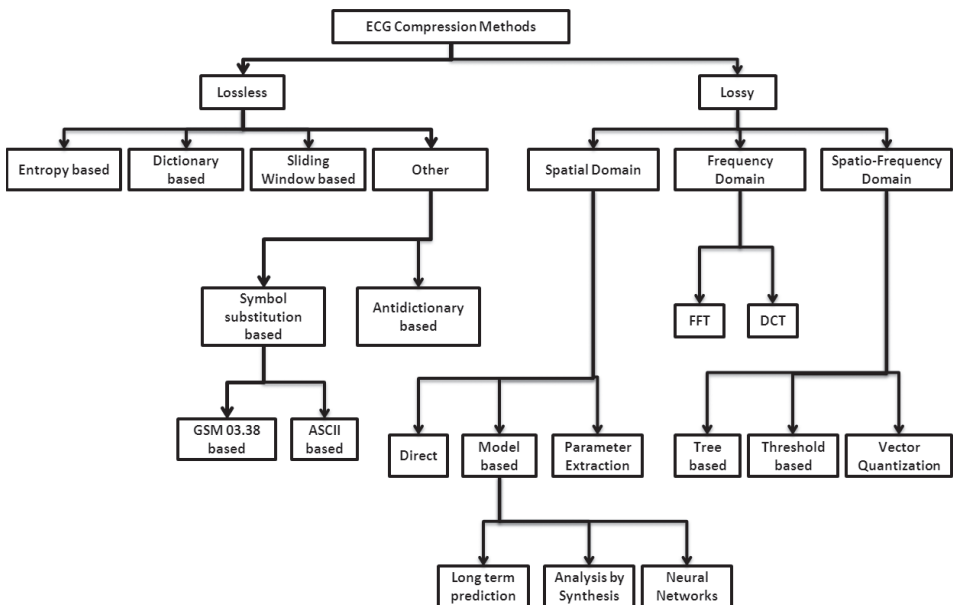 ECG Compression Methods
Lossless
Lossy
Entropy based
Dictionary
based
Sliding
Window based
Other
Spatial Domain
Frequency
Domain
Spatio-Frequency
Domain
Symbol
substitution
based
Antidictionary
based
FFT
DCT
GSM 03.38
based
ASCII
based
Direct
Model
based
Parameter
Extraction
Tree
based
Threshold
based
Vector
Quantization
Long term
prediction
Analysis by
Synthesis
Neural
Networks